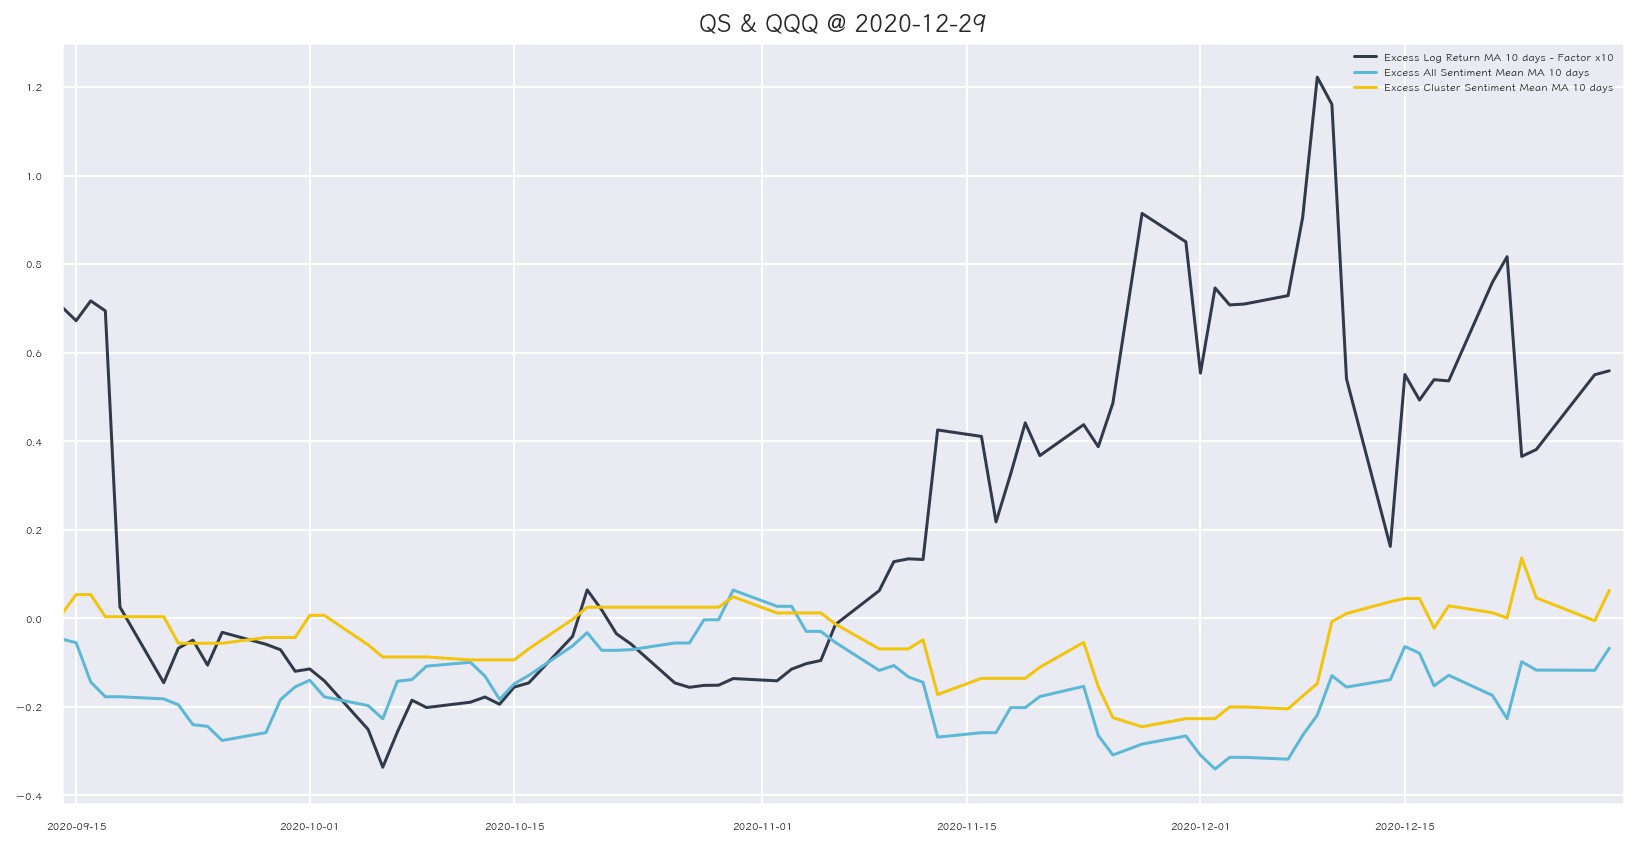 QS & QQQ @ 2020-12-29
Excess Log Return MA 10 days - Factor x10
Excess All Sentiment Mean MA 10 days
Excess Cluster Sentiment Mean MA 10 days
1.2
1.0
0.8
0.6
0.4
0.2
0.0
−0.2
−0.4
2020-09-15 2020-10-01 2020-10-15 2020-11-01 2020-11-15 2020-12-01 2020-12-15